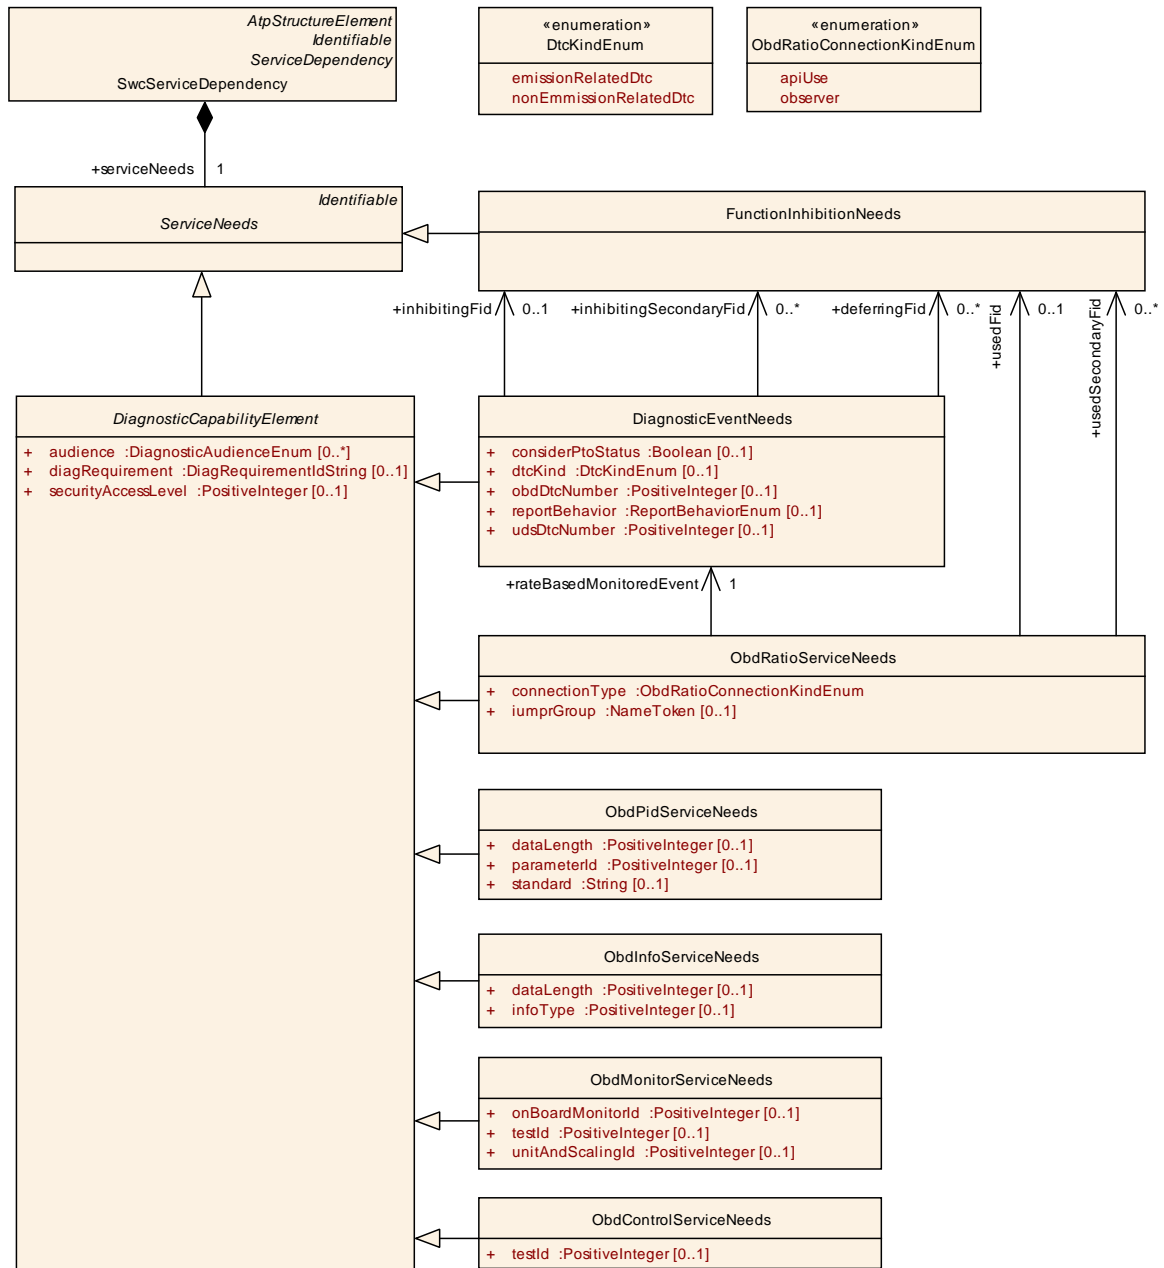 AtpStructureElement
Identifiable
ServiceDependency
SwcServiceDependency
«enumeration»
DtcKindEnum
emissionRelatedDtc
nonEmmissionRelatedDtc
«enumeration»
ObdRatioConnectionKindEnum
apiUse
observer
+serviceNeeds 1
Identifiable
ServiceNeeds
FunctionInhibitionNeeds
+inhibitingFid 0..1
+inhibitingSecondaryFid 0..*
+deferringFid 0..*
+usedFid 0..1
+usedSecondaryFid 0..*
DiagnosticCapabilityElement
+ audience :DiagnosticAudienceEnum [0..*]
+ diagRequirement :DiagRequirementIdString [0..1]
+ securityAccessLevel :PositiveInteger [0..1]
DiagnosticEventNeeds
+ considerPtoStatus :Boolean [0..1]
+ dtcKind :DtcKindEnum [0..1]
+ obdDtcNumber :PositiveInteger [0..1]
+ reportBehavior :ReportBehaviorEnum [0..1]
+ udsDtcNumber :PositiveInteger [0..1]
+rateBasedMonitoredEvent 1
ObdRatioServiceNeeds
+ connectionType :ObdRatioConnectionKindEnum
+ iumprGroup :NameToken [0..1]
ObdPidServiceNeeds
+ dataLength :PositiveInteger [0..1]
+ parameterId :PositiveInteger [0..1]
+ standard :String [0..1]
ObdInfoServiceNeeds
+ dataLength :PositiveInteger [0..1]
+ infoType :PositiveInteger [0..1]
ObdMonitorServiceNeeds
+ onBoardMonitorId :PositiveInteger [0..1]
+ testId :PositiveInteger [0..1]
+ unitAndScalingId :PositiveInteger [0..1]
ObdControlServiceNeeds
+ testId :PositiveInteger [0..1]